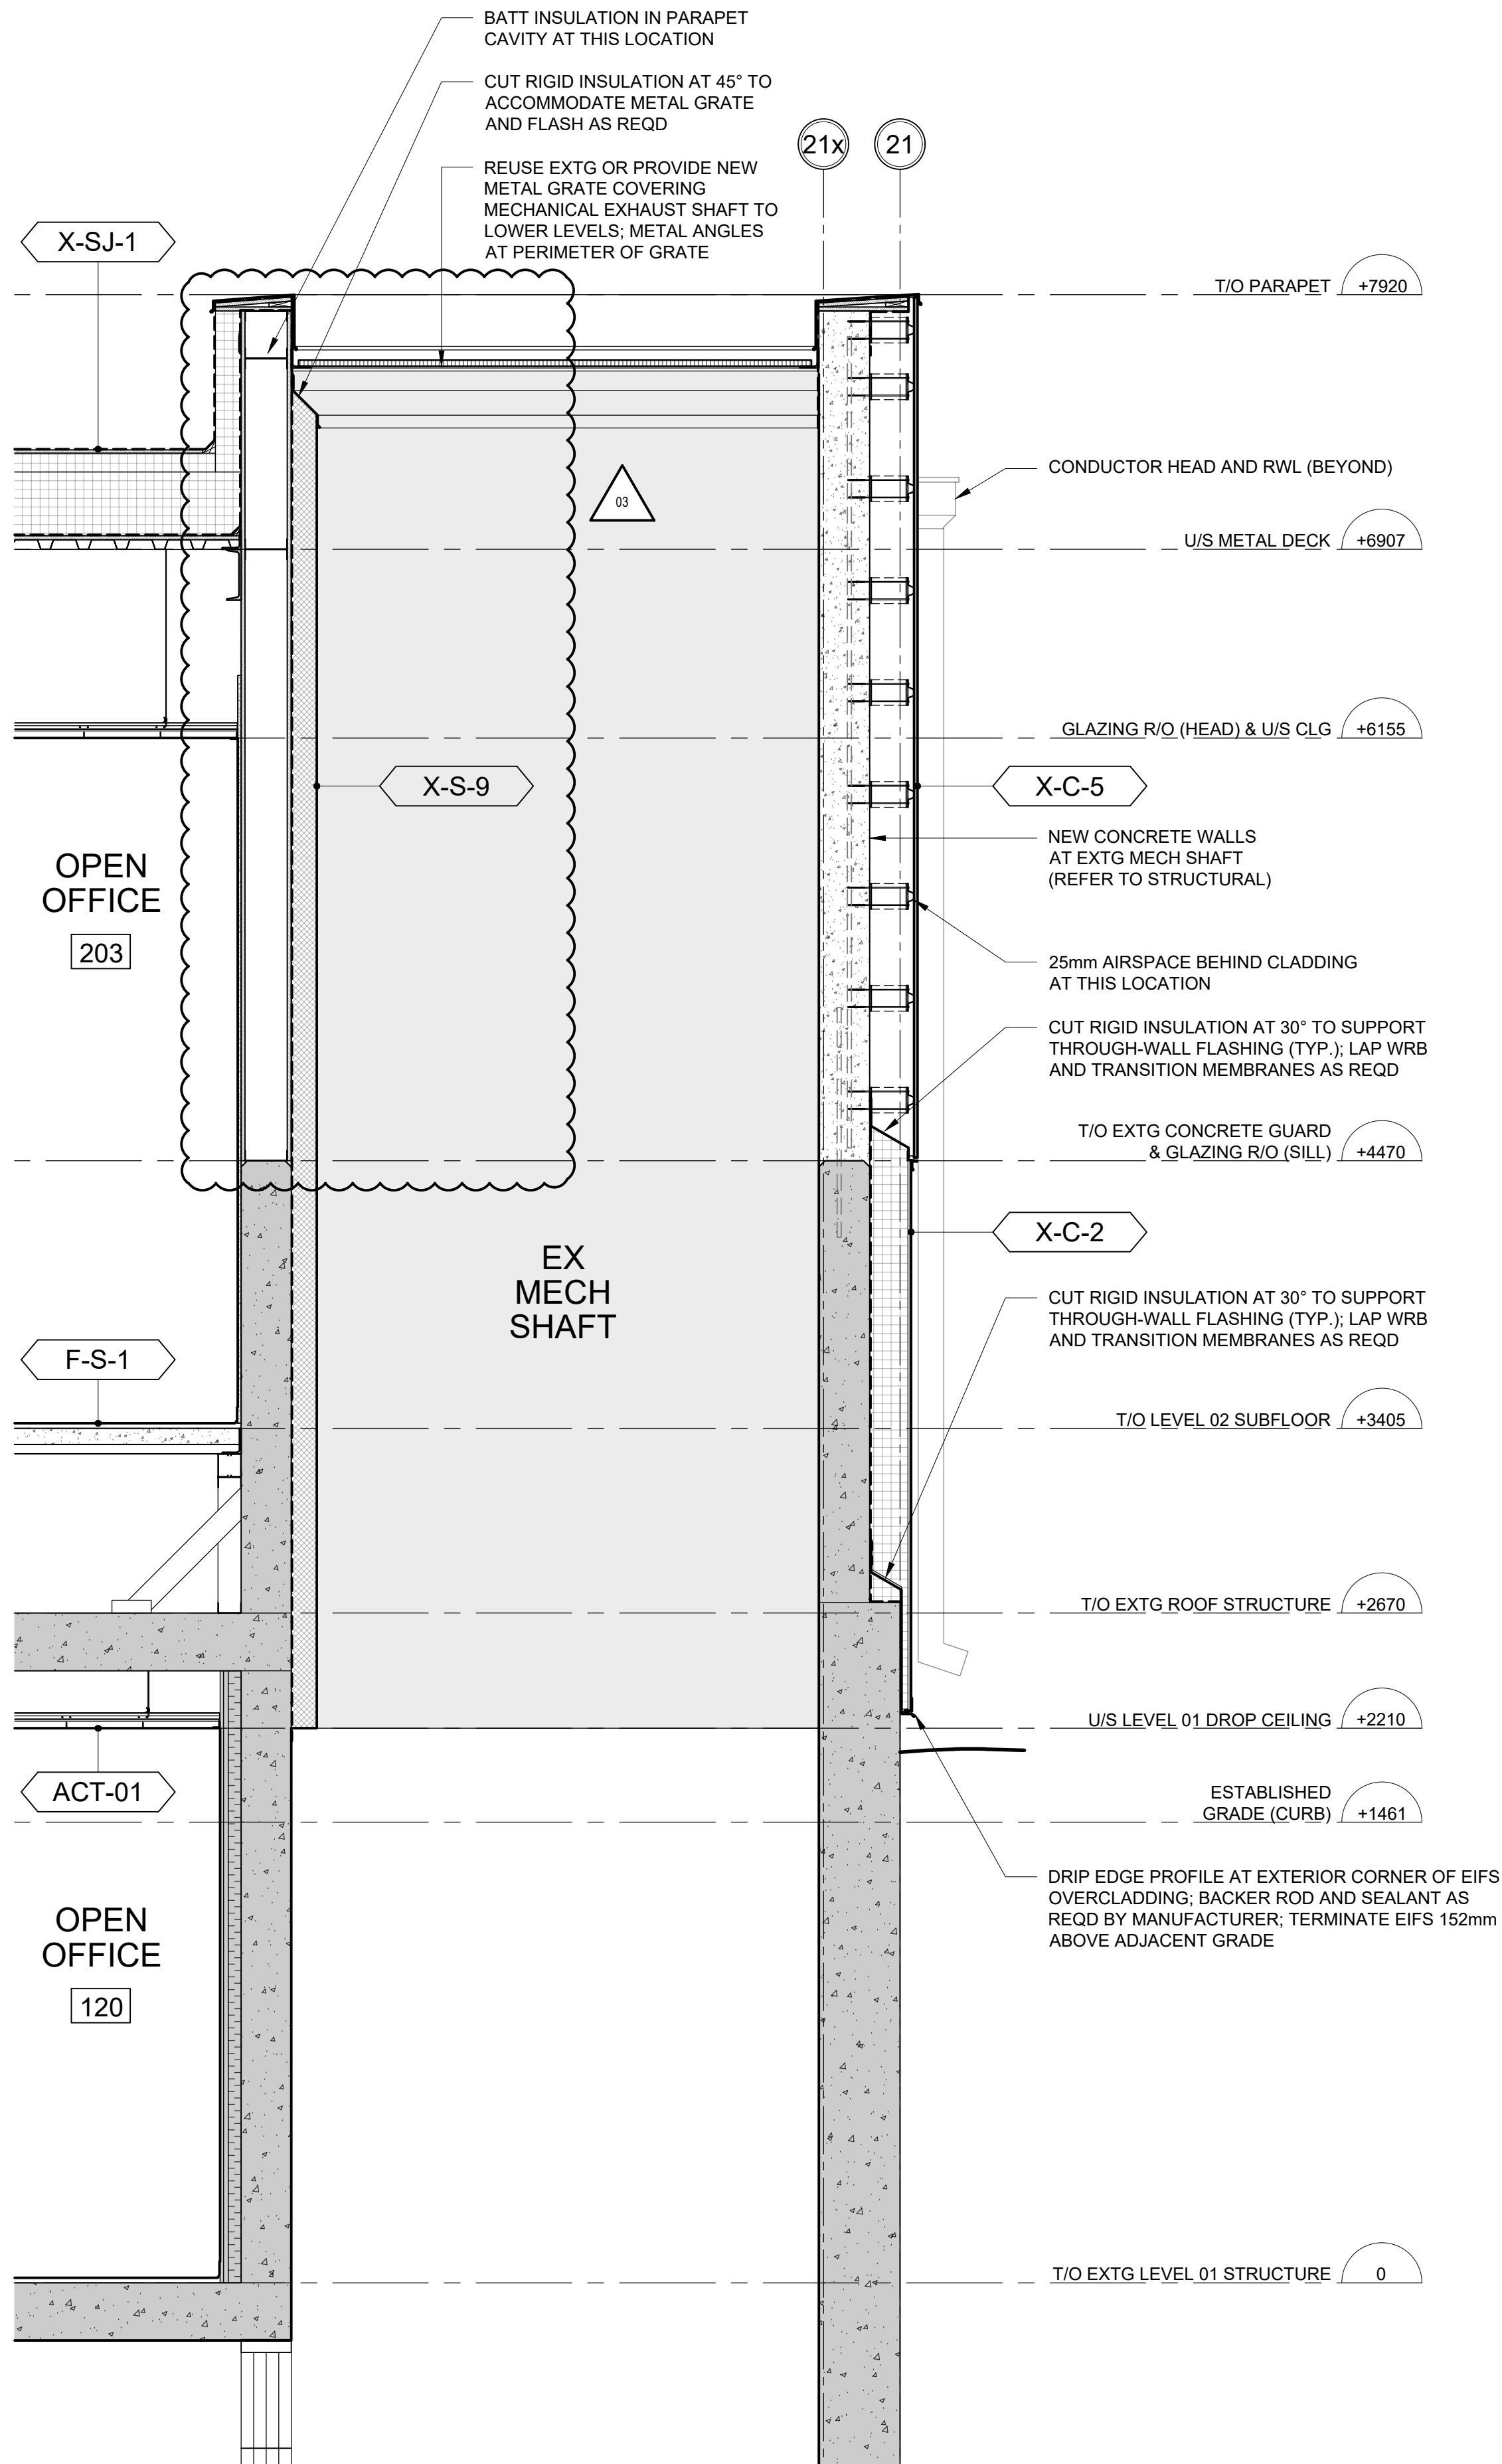 BATT INSULATION IN PARAPET
CAVITY AT THIS LOCATION
CUT RIGID INSULATION AT 45° TO
ACCOMMODATE METAL GRATE
AND FLASH AS REQD
REUSE EXTG OR PROVIDE NEW
METAL GRATE COVERING
MECHANICAL EXHAUST SHAFT TO
LOWER LEVELS; METAL ANGLES
AT PERIMETER OF GRATE
21x
21
X-SJ-1
T/O PARAPET +7920
CONDUCTOR HEAD AND RWL (BEYOND)
03
U/S METAL DECK +6907
GLAZING R/O (HEAD) & U/S CLG +6155
X-S-9
X-C-5
NEW CONCRETE WALLS
AT EXTG MECH SHAFT
(REFER TO STRUCTURAL)
OPEN
OFFICE
203
25mm AIRSPACE BEHIND CLADDING
AT THIS LOCATION
CUT RIGID INSULATION AT 30° TO SUPPORT
THROUGH-WALL FLASHING (TYP.); LAP WRB
AND TRANSITION MEMBRANES AS REQD
T/O EXTG CONCRETE GUARD
& GLAZING R/O (SILL) +4470
X-C-2
EX
MECH
SHAFT
CUT RIGID INSULATION AT 30° TO SUPPORT
THROUGH-WALL FLASHING (TYP.); LAP WRB
AND TRANSITION MEMBRANES AS REQD
F-S-1
T/O LEVEL 02 SUBFLOOR +3405
T/O EXTG ROOF STRUCTURE +2670
U/S LEVEL 01 DROP CEILING +2210
ACT-01
ESTABLISHED
GRADE (CURB) +1461
DRIP EDGE PROFILE AT EXTERIOR CORNER OF EIFS
OVERCLADDING; BACKER ROD AND SEALANT AS
REQD BY MANUFACTURER; TERMINATE EIFS 152mm
ABOVE ADJACENT GRADE
OPEN
OFFICE
120
T/O EXTG LEVEL 01 STRUCTURE 0